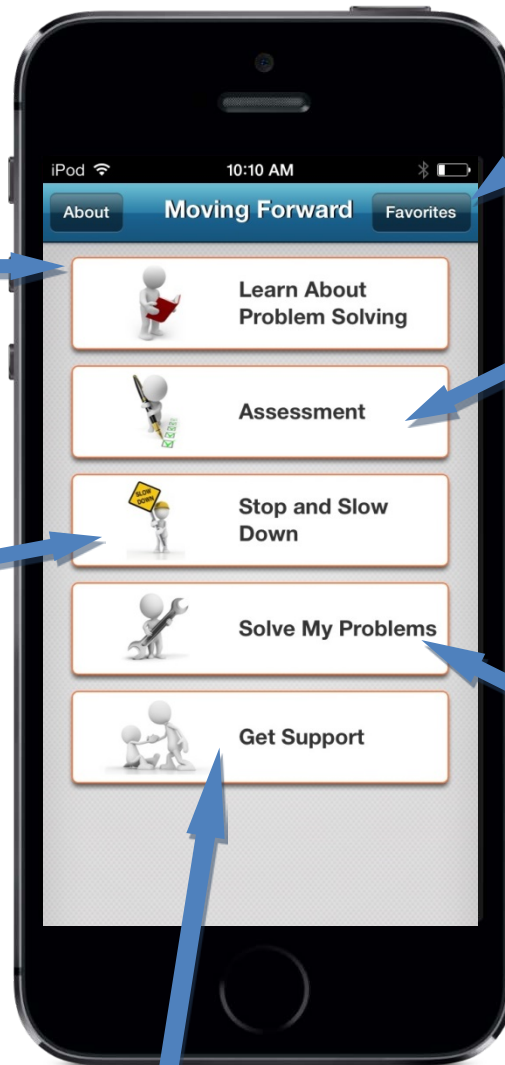 iPod 10:10 AM
About Moving Forward Favorites
Learn About
Problem Solving
Assessment
SLOW
DOWN
Stop and Slow
Down
Solve My Problems
Get Support